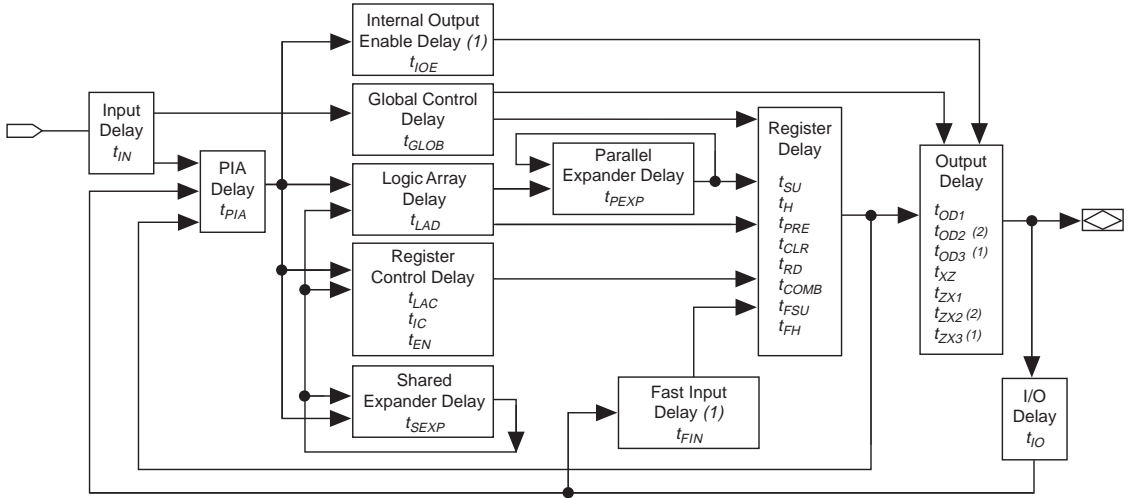 Internal Output
Enable Delay (1)
tIOE
Global Control
Delay
tGLOB
Input
Delay
tIN
PIA
Delay
tPIA
Logic Array
Delay
tLAD
Parallel
Expander Delay
tPEXP
Register
Delay
tSU
tH
tPRE
tCLR
tRD
tCOMB
tFSU
tFH
Output
Delay
tOD1
tOD2 (2)
tOD3 (1)
tXZ
tZX1
tZX2 (2)
tZX3 (1)
Register
Control Delay
tLAC
tIC
tEN
Shared
Expander Delay
tSEXP
Fast Input
Delay (1)
tFIN
I/O
Delay
tIO